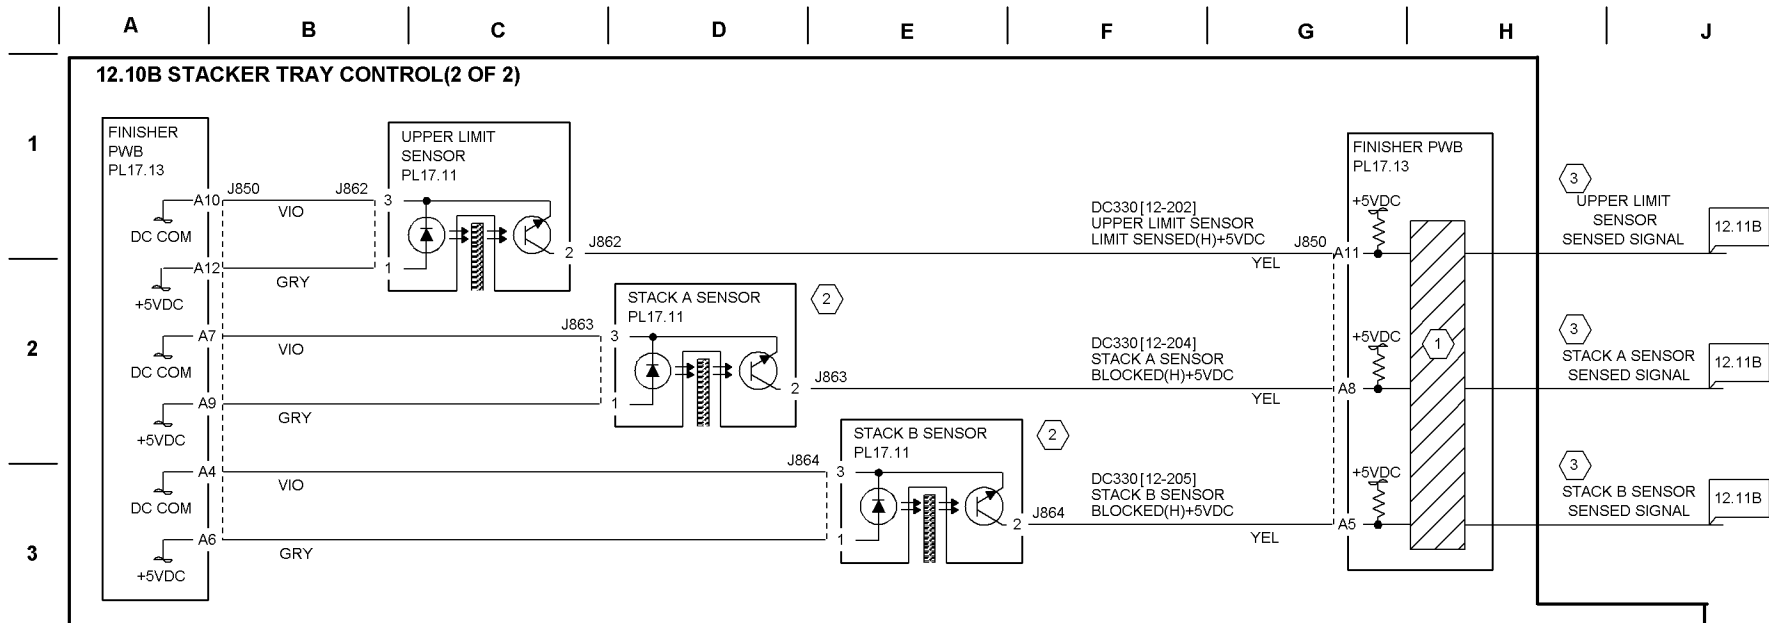 A B C D E F G H J
12.10B STACKER TRAY CONTROL(2 OF 2)
1
FINISHER
PWB
PL17.13
A10
J850
VIO
J862
DC COM
A12
GRY
+5VDC
3
1
UPPER LIMIT
SENSOR
PL17.11
2
J862
DC330[12-202]
UPPER LIMIT SENSOR
LIMIT SENSED(H)+5VDC
J850
YEL
FINISHER PWB
PL17.13
+5VDC
A11
3
UPPER LIMIT
SENSOR
SENSED SIGNAL
12.11B
2
A7
VIO
J863
DC COM
A9
GRY
+5VDC
3
1
STACK A SENSOR
PL17.11
2
2
J863
DC330[12-204]
STACK A SENSOR
BLOCKED(H)+5VDC
YEL
+5VDC
A8
1
3
STACK A SENSOR
SENSED SIGNAL
12.11B
3
A4
VIO
J864
DC COM
A6
GRY
+5VDC
3
1
STACK B SENSOR
PL17.11
2
2
J864
DC330[12-205]
STACK B SENSOR
BLOCKED(H)+5VDC
YEL
+5VDC
A5
3
STACK B SENSOR
SENSED SIGNAL
12.11B